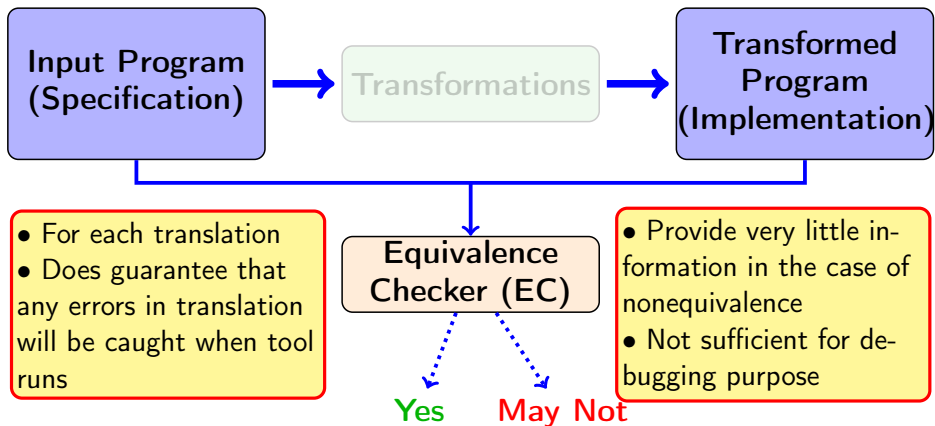 Input Program
(Specification)
Transformations
Transformed
Program
(Implementation)
• For each translation
• Does guarantee that
any errors in translation
will be caught when tool
runs
Equivalence
Checker (EC)
• Provide very little in-
formation in the case of
nonequivalence
• Not sufficient for de-
bugging purpose
Yes
May Not